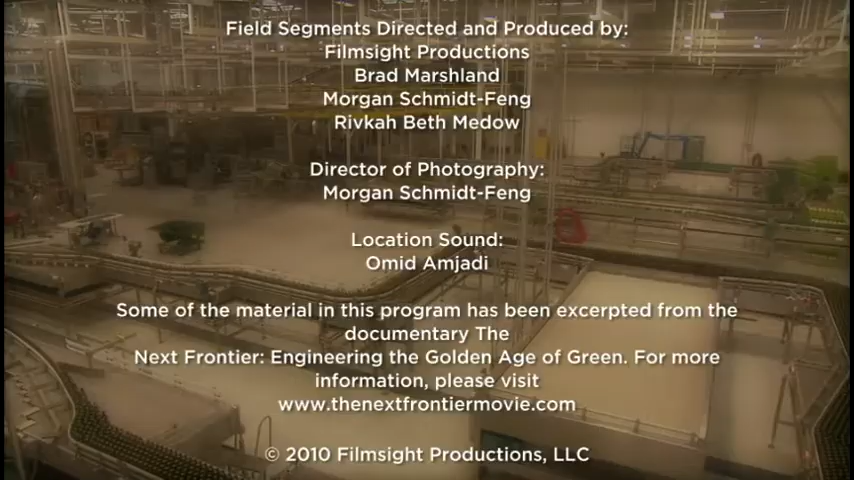 Field Segments Directed and Produced by:
Filmsight Productions
Brad Marshland
Morgan Schmidt-Feng
Rivkah Beth Medow
Director of Photography:
Morgan Schmidt-Feng
Location Sound:
Omid Amjadi
Some of the material in this program has been excerpted from the
documentary The
Next Frontier: Engineering the Golden Age of Green. For more
information, please visit
www.thenextfrontiermovie.com
© 2010 Filmsight Productions, LLC